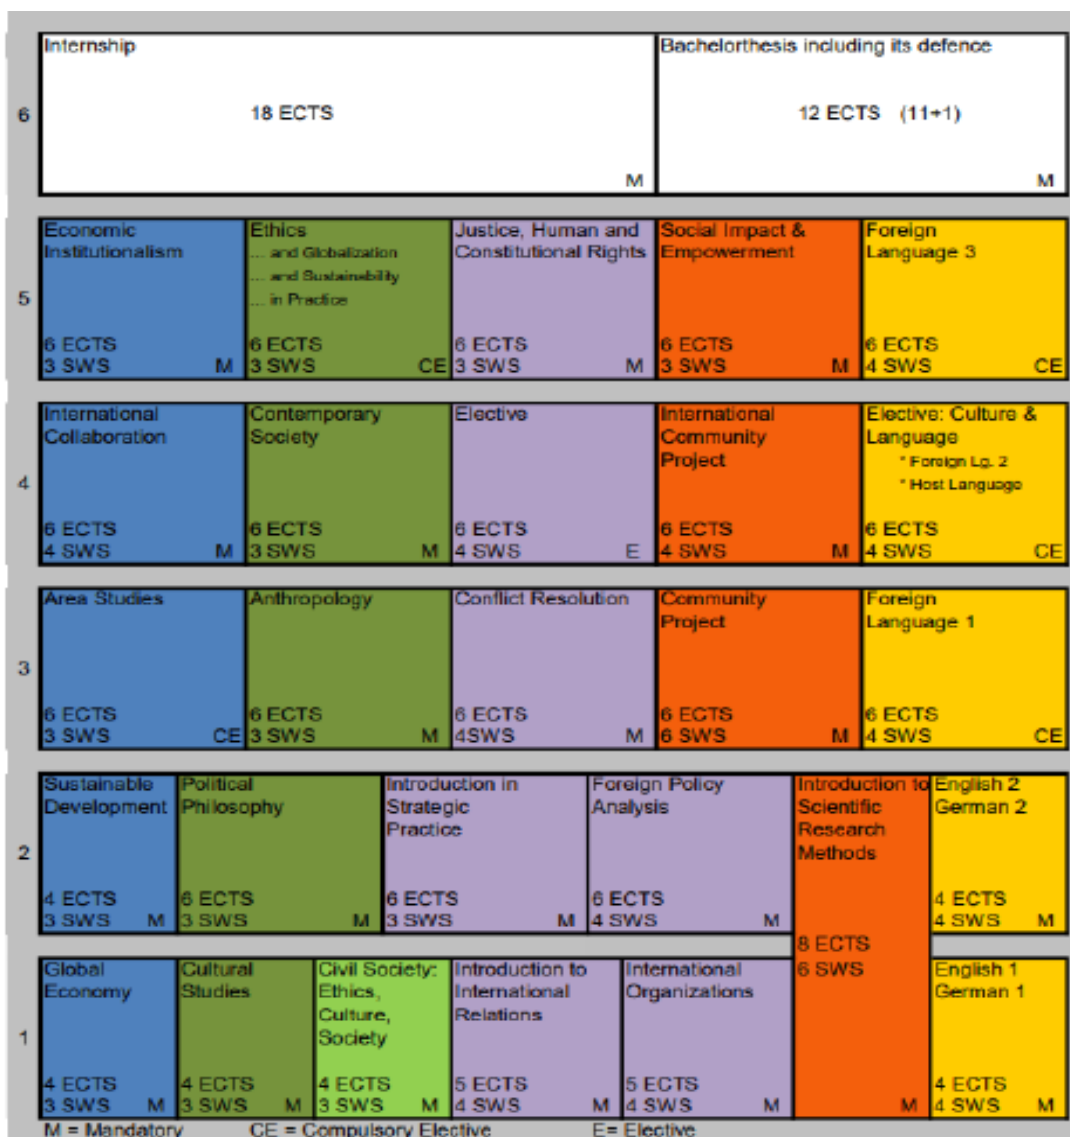 Internship
18 ECTS
M
Bachelorthesis including its defence
12 ECTS (11+1)
M
6
Economic
Institutionalism
6 ECTS
3 SWS M
Ethics
... and Globalization
... and Sustainability
... in Practice
6 ECTS
3 SWS CE
Justice, Human and
Constitutional Rights
6 ECTS
3 SWS M
Social Impact &
Empowerment
6 ECTS
3 SWS M
Foreign
Language 3
6 ECTS
4 SWS CE
5
International
Collaboration
6 ECTS
4 SWS M
Contemporary
Society
6 ECTS
3 SWS M
Elective
6 ECTS
4 SWS E
International
Community
Project
6 ECTS
4 SWS M
Elective: Culture &
Language
* Foreign Lg. 2
* Host Language
6 ECTS
4 SWS CE
4
Area Studies
6 ECTS
3 SWS CE
Anthropology
6 ECTS
3 SWS M
Conflict Resolution
6 ECTS
4SWS M
Community
Project
6 ECTS
6 SWS M
Foreign
Language 1
6 ECTS
4 SWS CE
3
Sustainable
Development
4 ECTS
3 SWS M
Political
Philosophy
6 ECTS
3 SWS M
Introduction in
Strategic
Practice
6 ECTS
3 SWS M
Foreign Policy
Analysis
6 ECTS
4 SWS M
Introduction to
Scientific
Research
Methods
8 ECTS
6 SWS
M
English 2
German 2
4 ECTS
4 SWS M
2
Global
Economy
4 ECTS
3 SWS M
Cultural
Studies
4 ECTS
3 SWS M
Civil Society:
Ethics,
Culture,
Society
4 ECTS
3 SWS M
Introduction to
International
Relations
5 ECTS
4 SWS M
International
Organizations
5 ECTS
4 SWS M
English 1
German 1
4 ECTS
4 SWS M
1
M = Mandatory CE = Compulsory Elective E= Elective